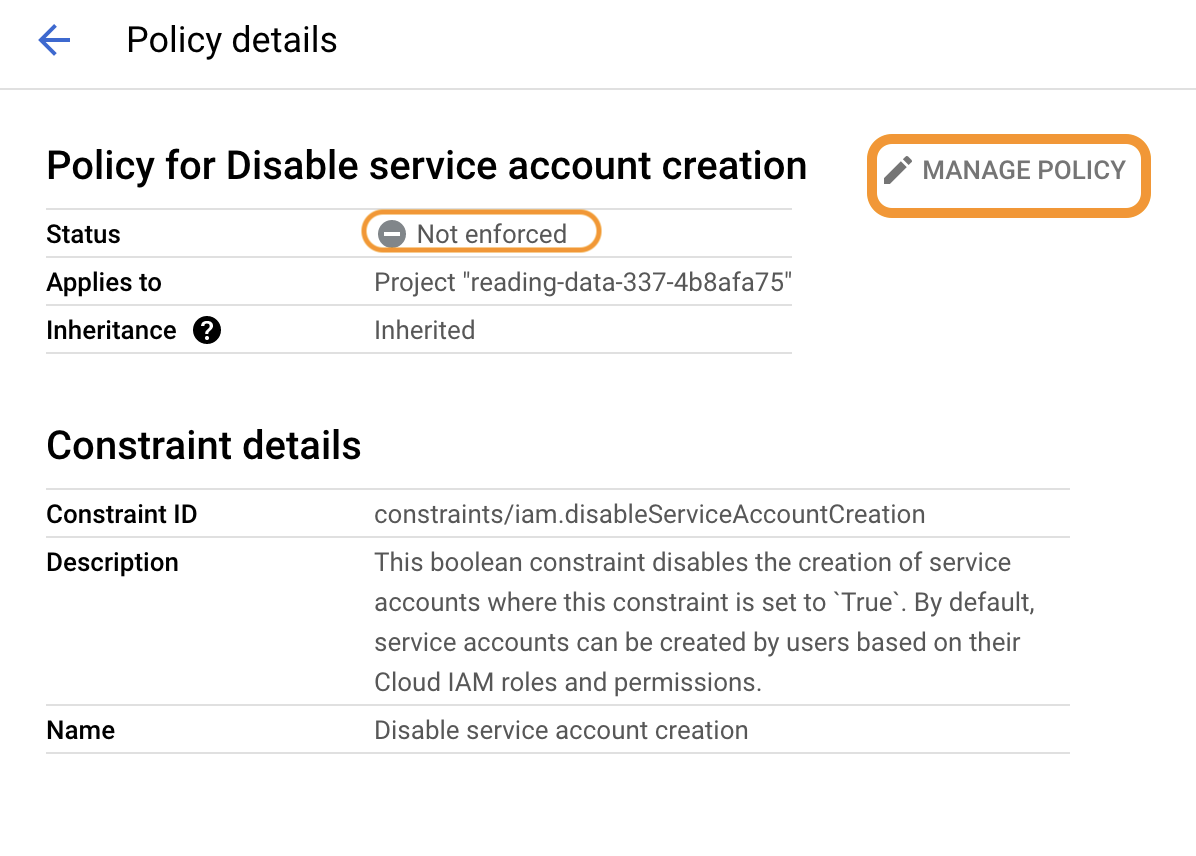 Policy details
Policy for Disable service account creation
MANAGE POLICY
Status Not enforced
Applies to Project "reading-data-337-4b8afa75"
Inheritance ? Inherited
Constraint details
Constraint ID constraints/iam.disableServiceAccountCreation
Description This boolean constraint disables the creation of service
accounts where this constraint is set to `True`. By default,
service accounts can be created by users based on their
Cloud IAM roles and permissions.
Name Disable service account creation